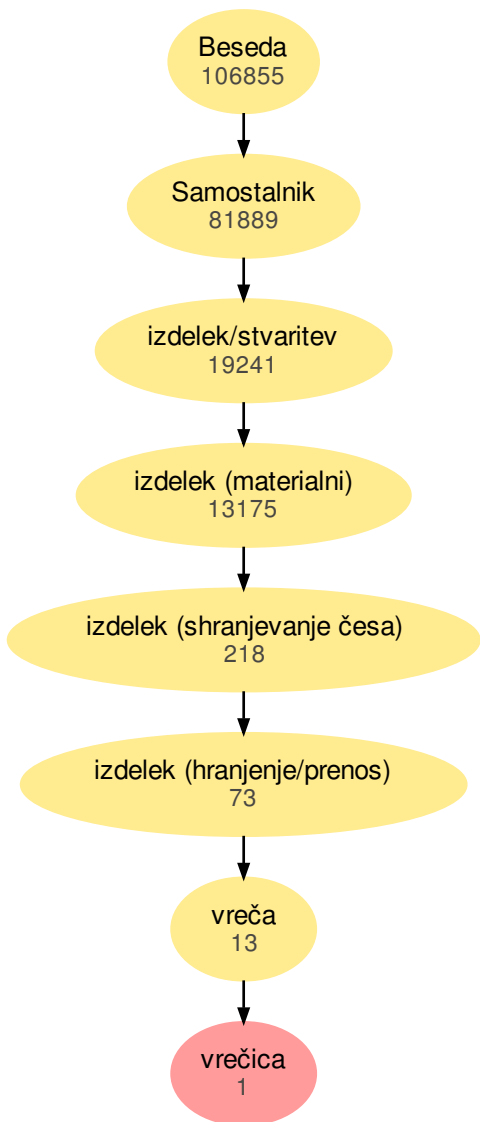 Beseda
106855
Samostalnik
81889
izdelek/stvaritev
19241
izdelek (materialni)
13175
izdelek (shranjevanje česa)
218
izdelek (hranjenje/prenos)
73
vreča
13
vrečica
1